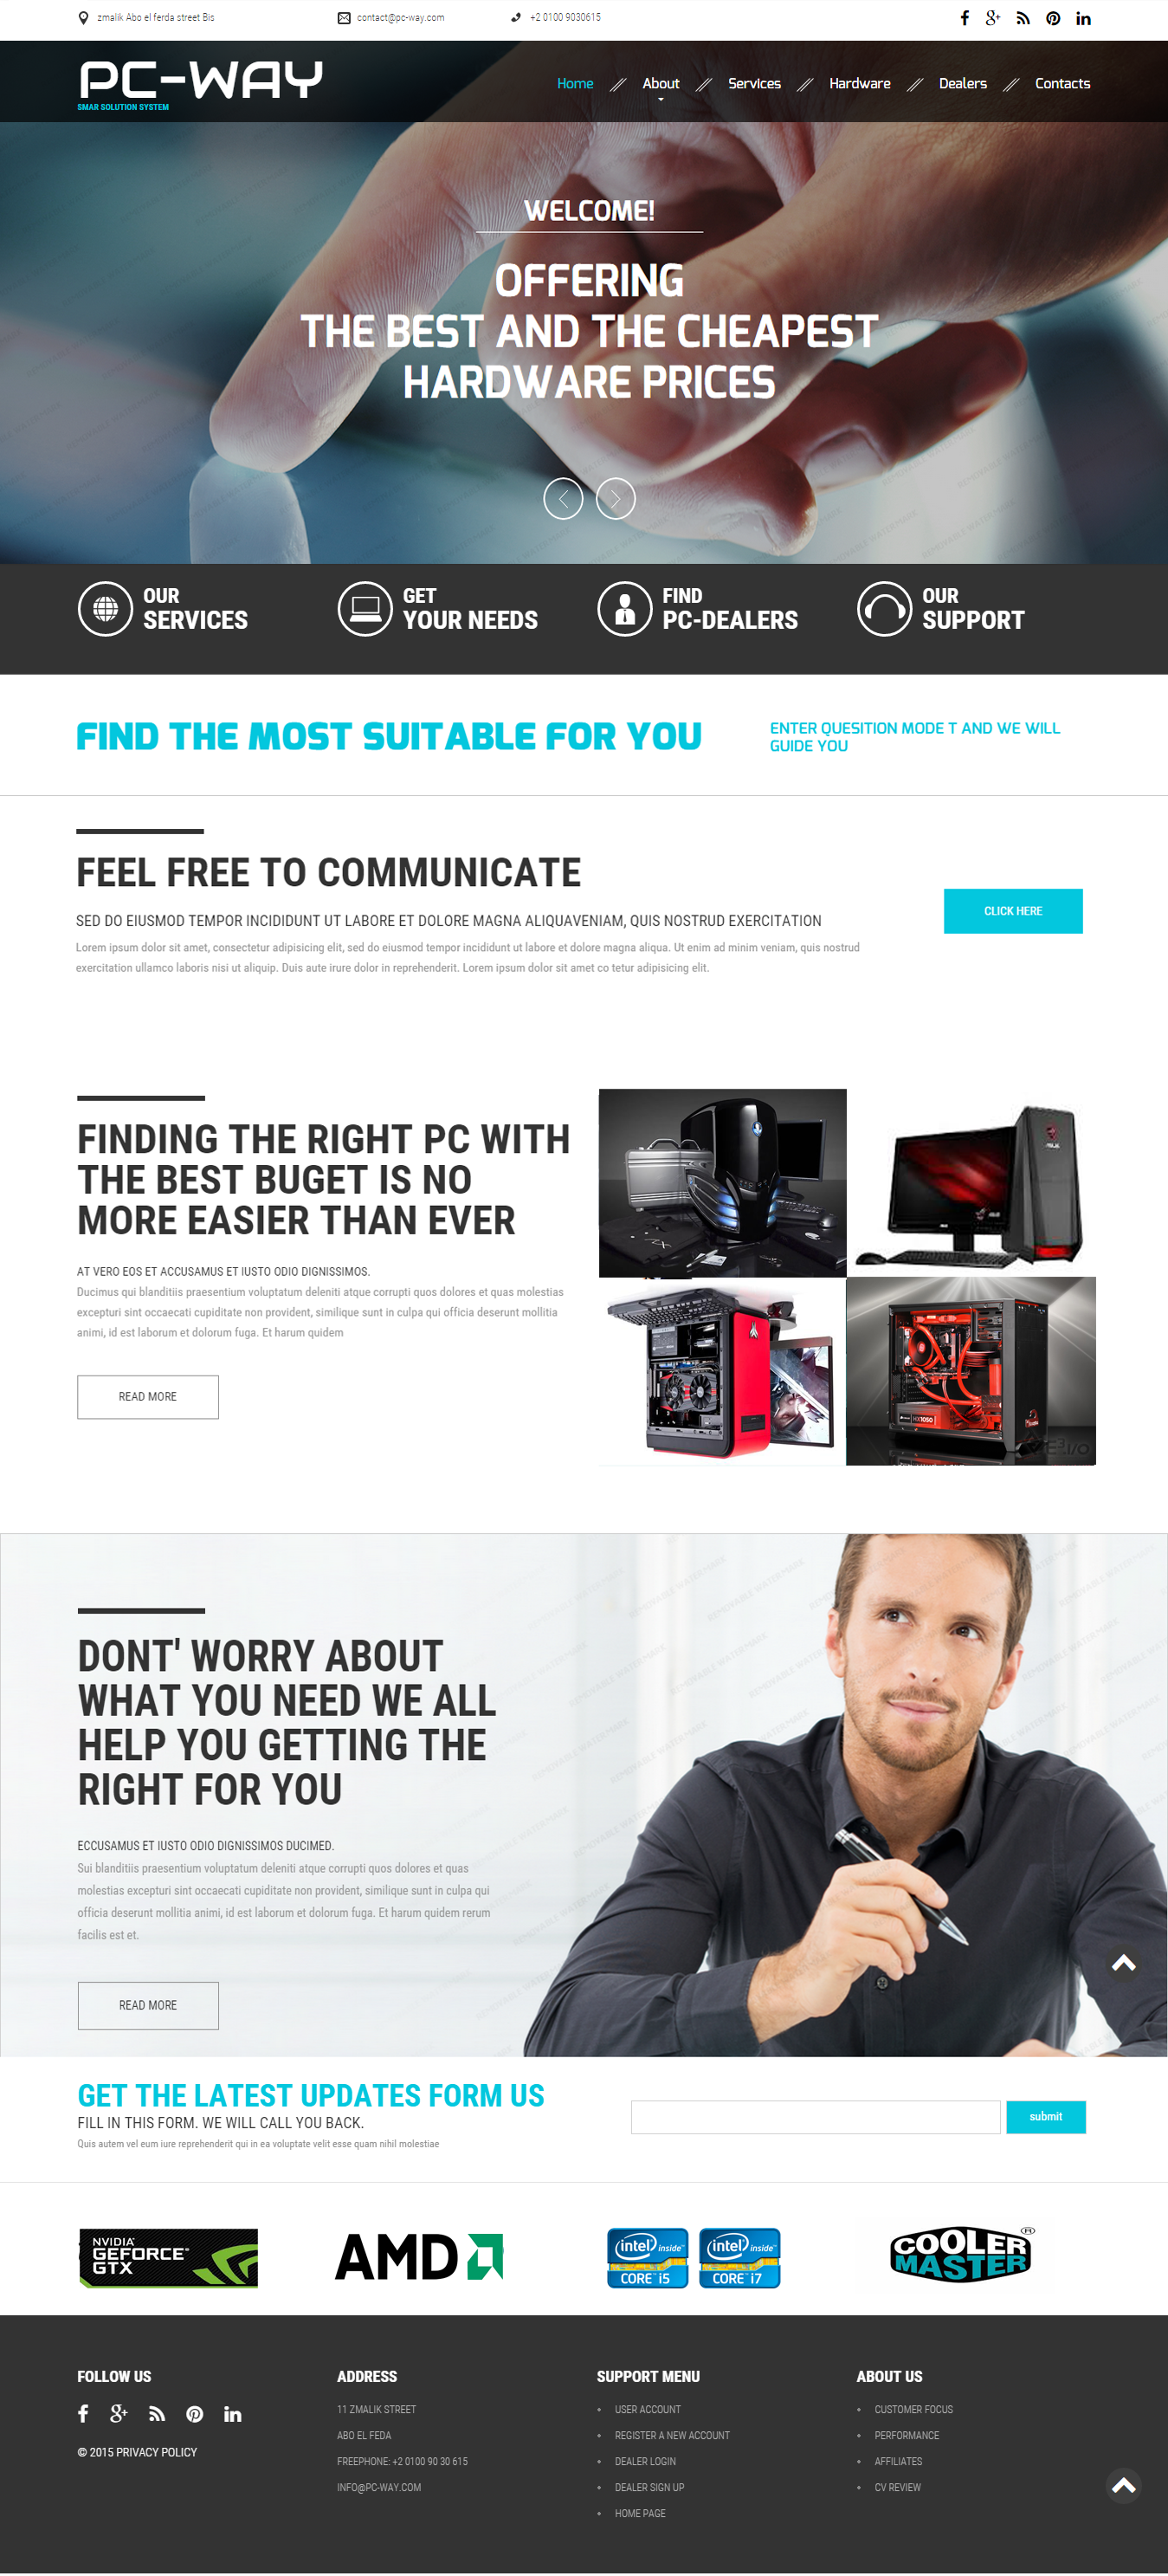 zmalik Abo el ferda street Bis
contact@pc-way.com
+2 0100 9030615
PC-WAY
SMAR SOLUTION SYSTEM
Home // About // Services // Hardware // Dealers // Contacts
WELCOME!
OFFERING
THE BEST AND THE CHEAPEST
HARDWARE PRICES
OUR
SERVICES
GET
YOUR NEEDS
FIND
PC-DEALERS
OUR
SUPPORT
FIND THE MOST SUITABLE FOR YOU
ENTER QUESITION MODE T AND WE WILL
GUIDE YOU
FEEL FREE TO COMMUNICATE
SED DO EIUSMOD TEMPOR INCIDIDUNT UT LABORE ET DOLORE MAGNA ALIQUAVENIAM, QUIS NOSTRUD EXERCITATION
Lorem ipsum dolor sit amet, consectetur adipisicing elit, sed do eiusmod tempor incididunt ut labore et dolore magna aliqua. Ut enim ad minim veniam, quis nostrud
exercitation ullamco laboris nisi ut aliquip. Duis aute irure dolor in reprehenderit. Lorem ipsum dolor sit amet co tetur adipisicing elit.
CLICK HERE
FINDING THE RIGHT PC WITH
THE BEST BUGET IS NO
MORE EASIER THAN EVER
AT VERO EOS ET ACCUSAMUS ET IUSTO ODIO DIGNISSIMOS.
Ducimus qui blanditiis praesentium voluptatum deleniti atque corrupti quos dolores et quas molestias
excepturi sint occaecati cupiditate non provident, similique sunt in culpa qui officia deserunt mollitia
animi, id est laborum et dolorum fuga. Et harum quidem
READ MORE
DONT' WORRY ABOUT
WHAT YOU NEED WE ALL
HELP YOU GETTING THE
RIGHT FOR YOU
ECCUSAMUS ET IUSTO ODIO DIGNISSIMOS DUCIMED.
Sui blanditiis praesentium voluptatum deleniti atque corrupti quos dolores et quas
molestias excepturi sint occaecati cupiditate non provident, similique sunt in culpa qui
officia deserunt mollitia animi, id est laborum et dolorum fuga. Et harum quidem rerum
facilis est et.
READ MORE
REMOVABLE WATERMARK
GET THE LATEST UPDATES FORM US
FILL IN THIS FORM. WE WILL CALL YOU BACK.
Quis autem vel eum iure reprehenderit qui in ea voluptate velit esse quam nihil molestiae
submit
NVIDIA
GEFORCE
GTX
AMD
intel inside
CORE i5
intel inside
CORE i7
COOLER
MASTER
FOLLOW US
© 2015 PRIVACY POLICY
ADDRESS
11 ZMALIK STREET
ABO EL FEDA
FREEPHONE: +2 0100 90 30 615
INFO@PC-WAY.COM
SUPPORT MENU
USER ACCOUNT
REGISTER A NEW ACCOUNT
DEALER LOGIN
DEALER SIGN UP
HOME PAGE
ABOUT US
CUSTOMER FOCUS
PERFORMANCE
AFFILIATES
CV REVIEW